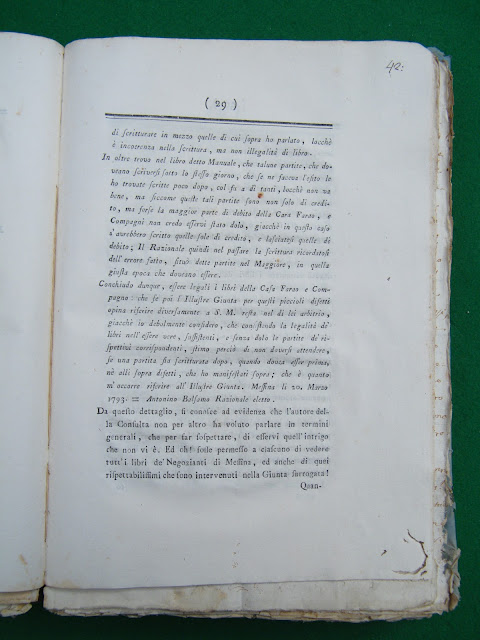 42.
( 29 )
di scritturare in mezzo quelle di cui sopra ho parlato, locchè
è incoerenza nella scrittura, ma non illegalità di libro.
In oltre trovo nel libro detto Manuale, che talune partite, che do-
veano scriversi sotto lo stesso giorno, che se ne faceva l'esito le
ho trovate scritte poco dopo, col fu a di tanti, locchè non va
bene, ma siccome queste tali partite sono non solo di credi-
to, ma forse la maggior parte di debito della Casa Faroo, e
Compagni non credo esservi stato dolo, giacchè in questo caso
s'avrebbero scritto quelle sole di credito, e lasciatesi quelle di
debito; Il Razionale quindi nel passare la scrittura ricordatosi
dell'errore fatto, situò dette partite nel Maggiore, in quella
giusta epoca che doveano essere.
Conchiudo dunque, essere legali i libri della Casa Faroo e Com-
pagno: che se poi l'Illustre Giunta per questi piccioli difetti
opina riferire diversamente a S. M. resta nel di lei arbitrio,
giacchè io debolmente considero, che constando la legalità de'
libri nell'essere vere, sussistenti, e senza dolo le partite de' ri-
spettivi corrispondenti, stimo perciò di non doversi attendere,
se una partita sia scritturata dopo, quando dovea esser prima,
nè alli sopra difetti, che ho manifestati sopra; che è quanto
m'accorre riferire all'Illustre Giunta. Messina li 20. Marzo
1793. = Antonino Balsamo Razionale eletto.
Da questo dettaglio, si conosce ad evidenza che l'autore del-
la Consulta non per altro ha voluto parlare in termini
generali, che per far sospettare, di esservi quell'intrigo
che non vi è. Ed oh! fosse permesso a ciascuno di vedere
tutt'i libri de' Negozianti di Messina, ed anche di quei
rispettabilissimi che sono intervenuti nella Giunta surrogata!
Quan-